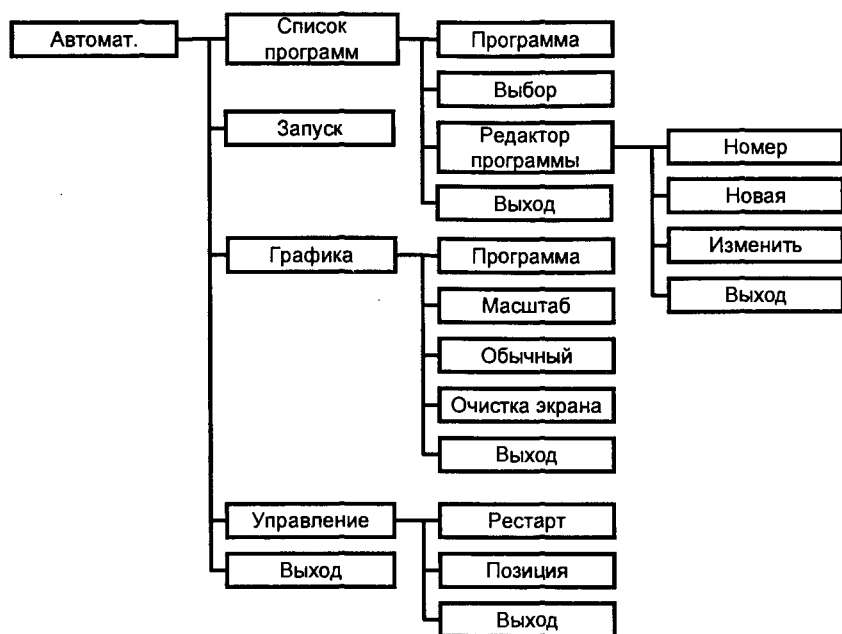 Автомат.
Список
программ
Программа
Выбор
Запуск
Редактор
программы
Номер
Новая
Выход
Изменить
Графика
Программа
Выход
Масштаб
Обычный
Очистка экрана
Выход
Управление
Рестарт
Выход
Позиция
Выход